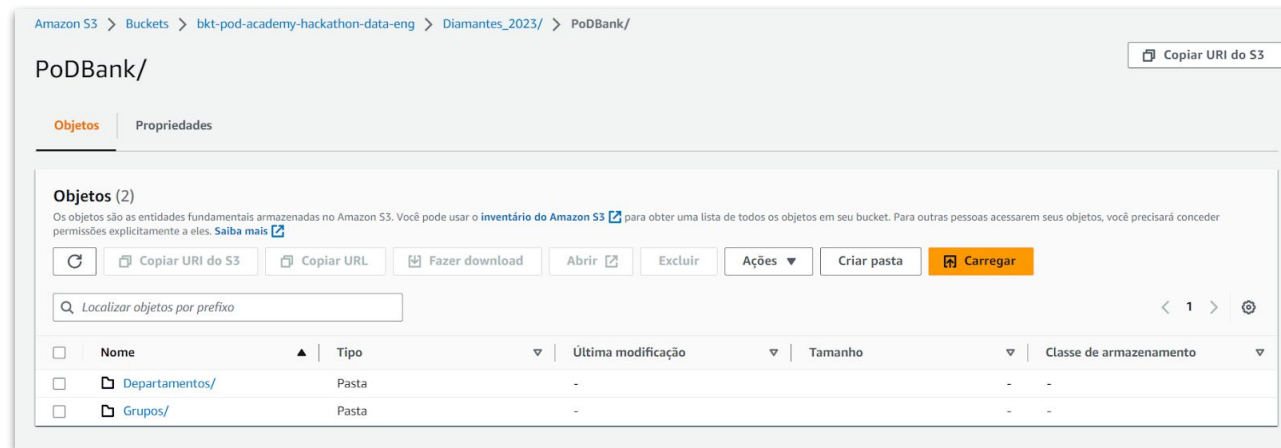 Amazon S3 > Buckets > bkt-pod-academy-hackathon-data-eng > Diamantes_2023/ > PoDBank/
Copiar URI do S3
PoDBank/
Objetos Propriedades
Objetos (2)
Os objetos são as entidades fundamentais armazenadas no Amazon S3. Você pode usar o inventário do Amazon S3 para obter uma lista de todos os objetos em seu bucket. Para outras pessoas acessarem seus objetos, você precisará conceder
permissões explicitamente a eles. Saiba mais
Copiar URI do S3 Copiar URL Fazer download Abrir Excluir Ações Criar pasta Carregar
Localizar objetos por prefixo
< 1 >
Nome Tipo Última modificação Tamanho Classe de armazenamento
Departamentos/ Pasta - - -
Grupos/ Pasta - - -